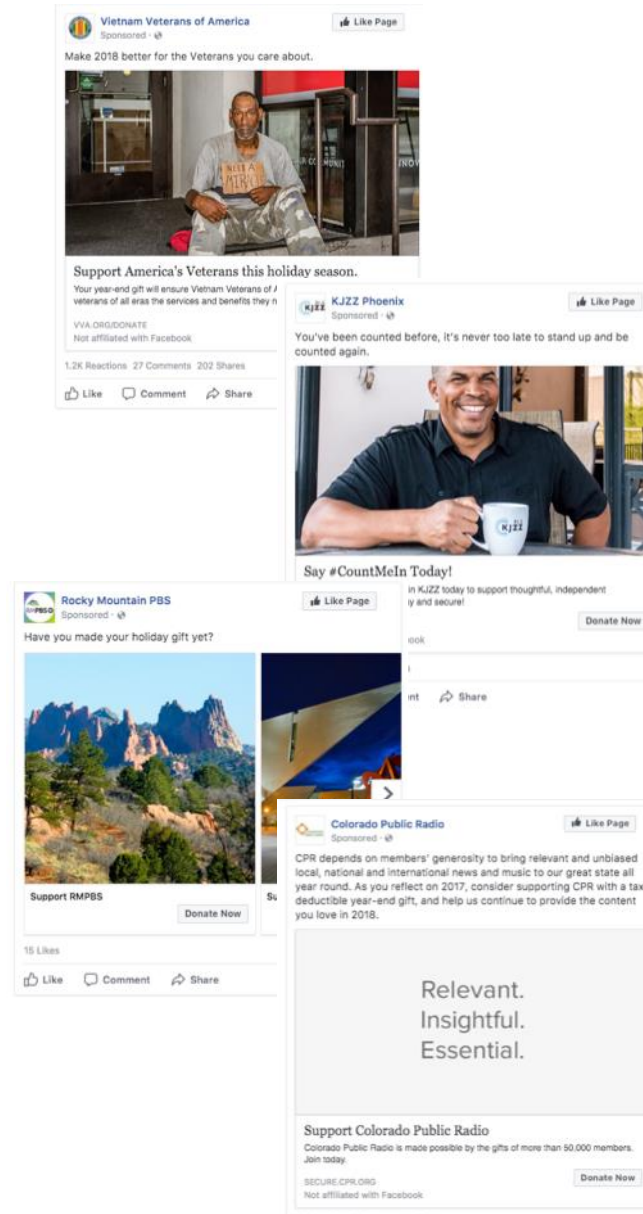 Vietnam Veterans of America
Like Page
Sponsored ·
Make 2018 better for the Veterans you care about.
NEED A
MIRACLE
Support America's Veterans this holiday season.
Your year-end gift will ensure Vietnam Veterans of A
veterans of all eras the services and benefits they n
VVA.ORG/DONATE
Not affiliated with Facebook
1.2K Reactions 27 Comments 202 Shares
Like Comment Share
KJZZ
KJZZ Phoenix
Like Page
Sponsored ·
You've been counted before, it's never too late to stand up and be
counted again.
KJZZ
Say #CountMeIn Today!
in KJZZ today to support thoughtful, independent
y and secure!
Donate Now
ook
nt Share
Rocky Mountain PBS
Like Page
Sponsored ·
Have you made your holiday gift yet?
Support RMPBS
Su
Donate Now
15 Likes
Like Comment Share
Colorado Public Radio
Like Page
Sponsored ·
CPR depends on members' generosity to bring relevant and unbiased
local, national and international news and music to our great state all
year round. As you reflect on 2017, consider supporting CPR with a tax
deductible year-end gift, and help us continue to provide the content
you love in 2018.
Relevant.
Insightful.
Essential.
Support Colorado Public Radio
Colorado Public Radio is made possible by the gifts of more than 50,000 members.
Join today.
SECURE.CPR.ORG
Donate Now
Not affiliated with Facebook